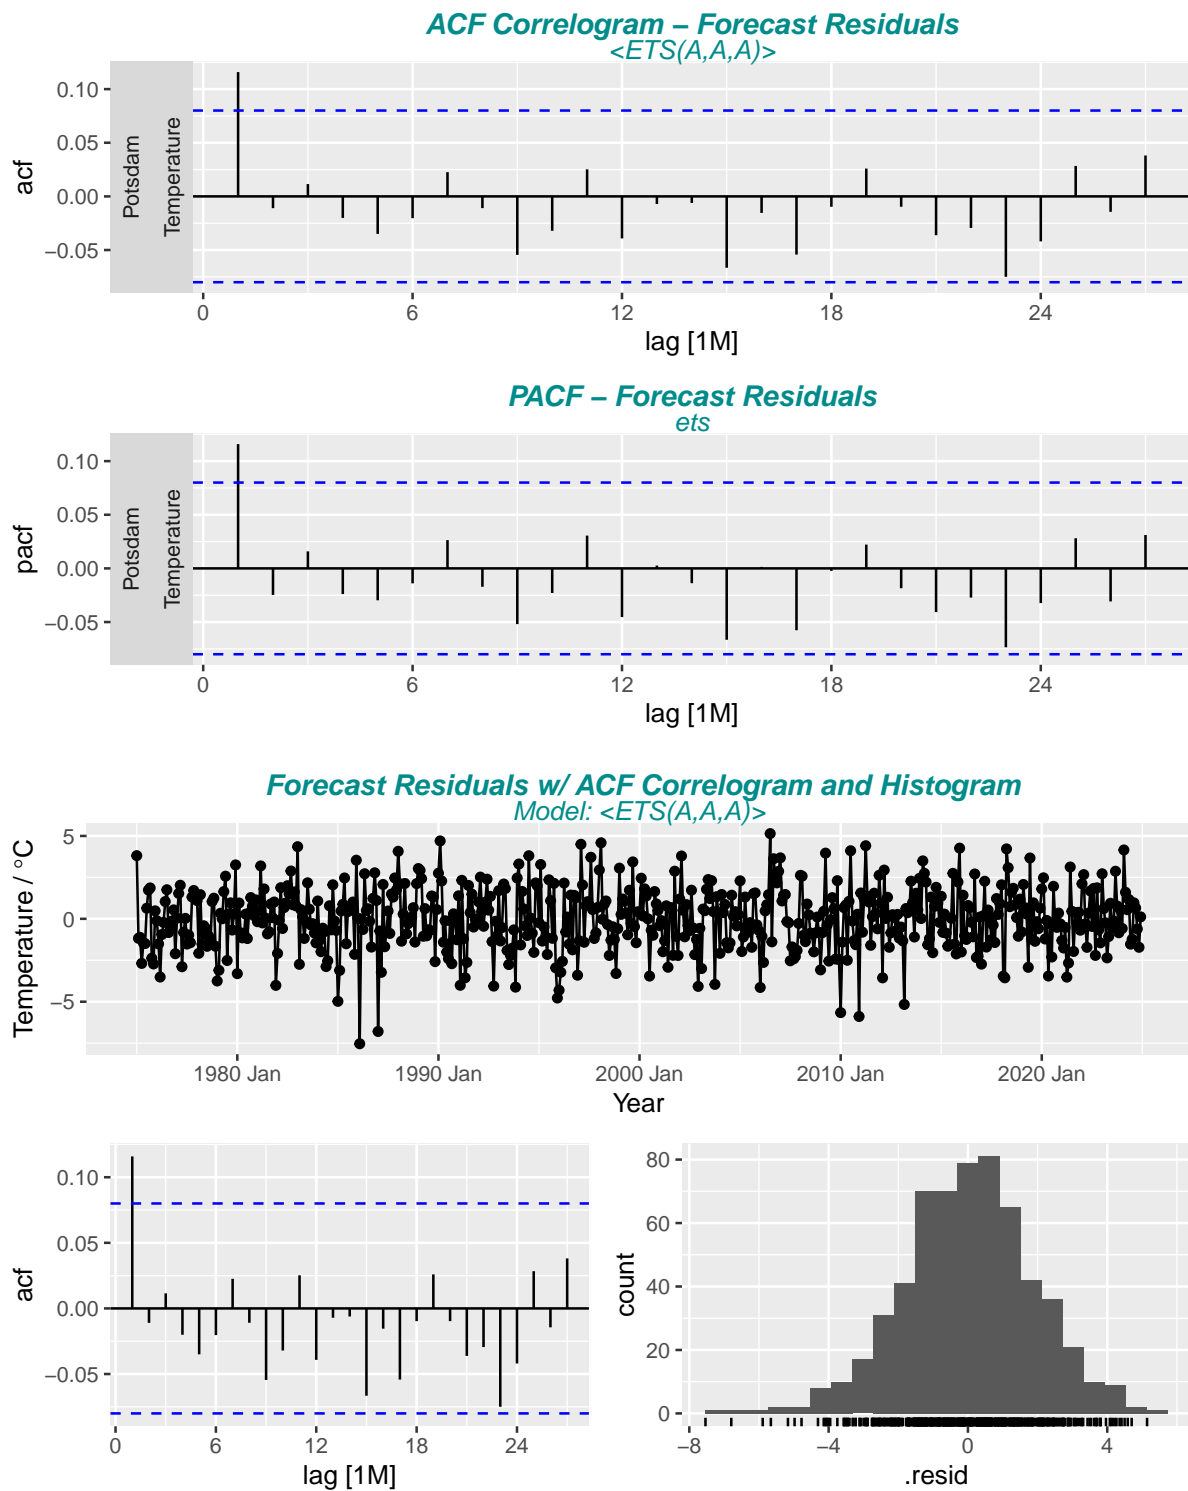 ACF Correlogram – Forecast Residuals
<ETS(A,A,A)>
acf
Potsdam
Temperature
0.10
0.05
0.00
−0.05
0 6 12 18 24
lag [1M]
PACF – Forecast Residuals
ets
pacf
Potsdam
Temperature
0.10
0.05
0.00
−0.05
0 6 12 18 24
lag [1M]
Forecast Residuals w/ ACF Correlogram and Histogram
Model: <ETS(A,A,A)>
Temperature / °C
5
0
−5
1980 Jan 1990 Jan 2000 Jan 2010 Jan 2020 Jan
Year
acf
0.10
0.05
0.00
−0.05
0 6 12 18 24
lag [1M]
count
80
60
40
20
0
−8 −4 0 4
.resid